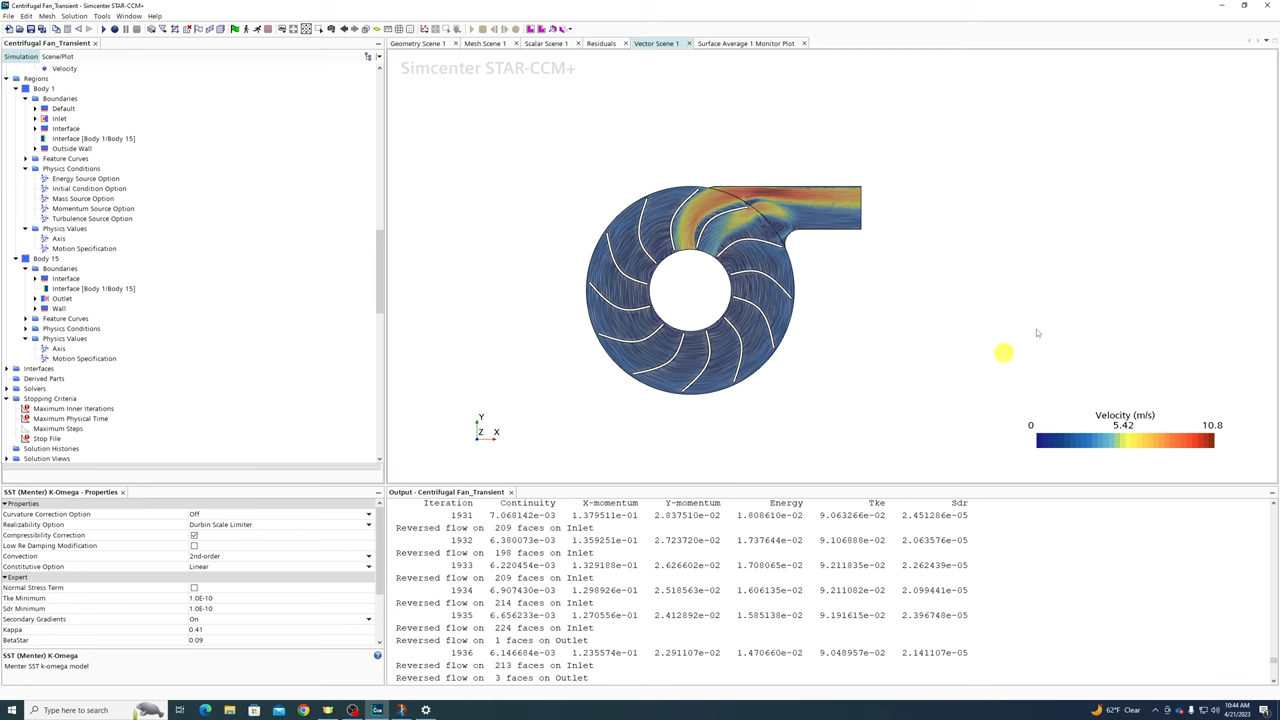 Centrifugal Fan_Transient - Simcenter STAR-CCM+
File Edit Mesh Solution Tools Window Help
Centrifugal Fan_Transient
Simulation Scene/Plot
Velocity
Regions
Body 1
Boundaries
Default
Inlet
Interface
Interface [Body 1/Body 15]
Outside Wall
Feature Curves
Physics Conditions
Energy Source Option
Initial Condition Option
Mass Source Option
Momentum Source Option
Turbulence Source Option
Physics Values
Axis
Motion Specification
Body 15
Boundaries
Interface
Interface [Body 1/Body 15]
Outlet
Wall
Feature Curves
Physics Conditions
Physics Values
Axis
Motion Specification
Interfaces
Derived Parts
Solvers
Stopping Criteria
Maximum Inner Iterations
Maximum Physical Time
Maximum Steps
Stop File
Solution Histories
Solution Views
SST (Menter) K-Omega - Properties
Properties
Curvature Correction Option Off
Realizability Option Durbin Scale Limiter
Compressibility Correction
Low Re Damping Modification
Convection 2nd-order
Constitutive Option Linear
Expert
Normal Stress Term
Tke Minimum 1.0E-10
Sdr Minimum 1.0E-10
Secondary Gradients On
Kappa 0.41
BetaStar 0.09
SST (Menter) K-Omega
Menter SST k-omega model
Geometry Scene 1 Mesh Scene 1 Scalar Scene 1 Residuals Vector Scene 1 Surface Average 1 Monitor Plot
Simcenter STAR-CCM+
Y
Z X
Velocity (m/s)
0 5.42 10.8
Output - Centrifugal Fan_Transient
Iteration Continuity X-momentum Y-momentum Energy Tke Sdr
1931 7.068142e-03 1.379511e-01 2.837510e-01 1.808610e-02 9.063266e-02 2.451286e-05
Reversed flow on 209 faces on Inlet
1932 6.380073e-03 1.359251e-01 2.723720e-01 1.737644e-02 9.106888e-02 2.063576e-05
Reversed flow on 198 faces on Inlet
1933 6.220454e-03 1.329188e-01 2.626602e-01 1.708065e-02 9.211835e-02 2.262439e-05
Reversed flow on 209 faces on Inlet
1934 6.907430e-03 1.298926e-01 2.518563e-01 1.606135e-02 9.211082e-02 2.099441e-05
Reversed flow on 214 faces on Inlet
1935 6.656233e-03 1.270556e-01 2.412892e-01 1.585138e-02 9.191615e-02 2.396748e-05
Reversed flow on 224 faces on Inlet
Reversed flow on 1 faces on Outlet
1936 6.146684e-03 1.235574e-01 2.291107e-01 1.470660e-02 9.048957e-02 2.141107e-05
Reversed flow on 213 faces on Inlet
Reversed flow on 3 faces on Outlet
Type here to search
62°F Clear
10:44 AM
4/21/2023